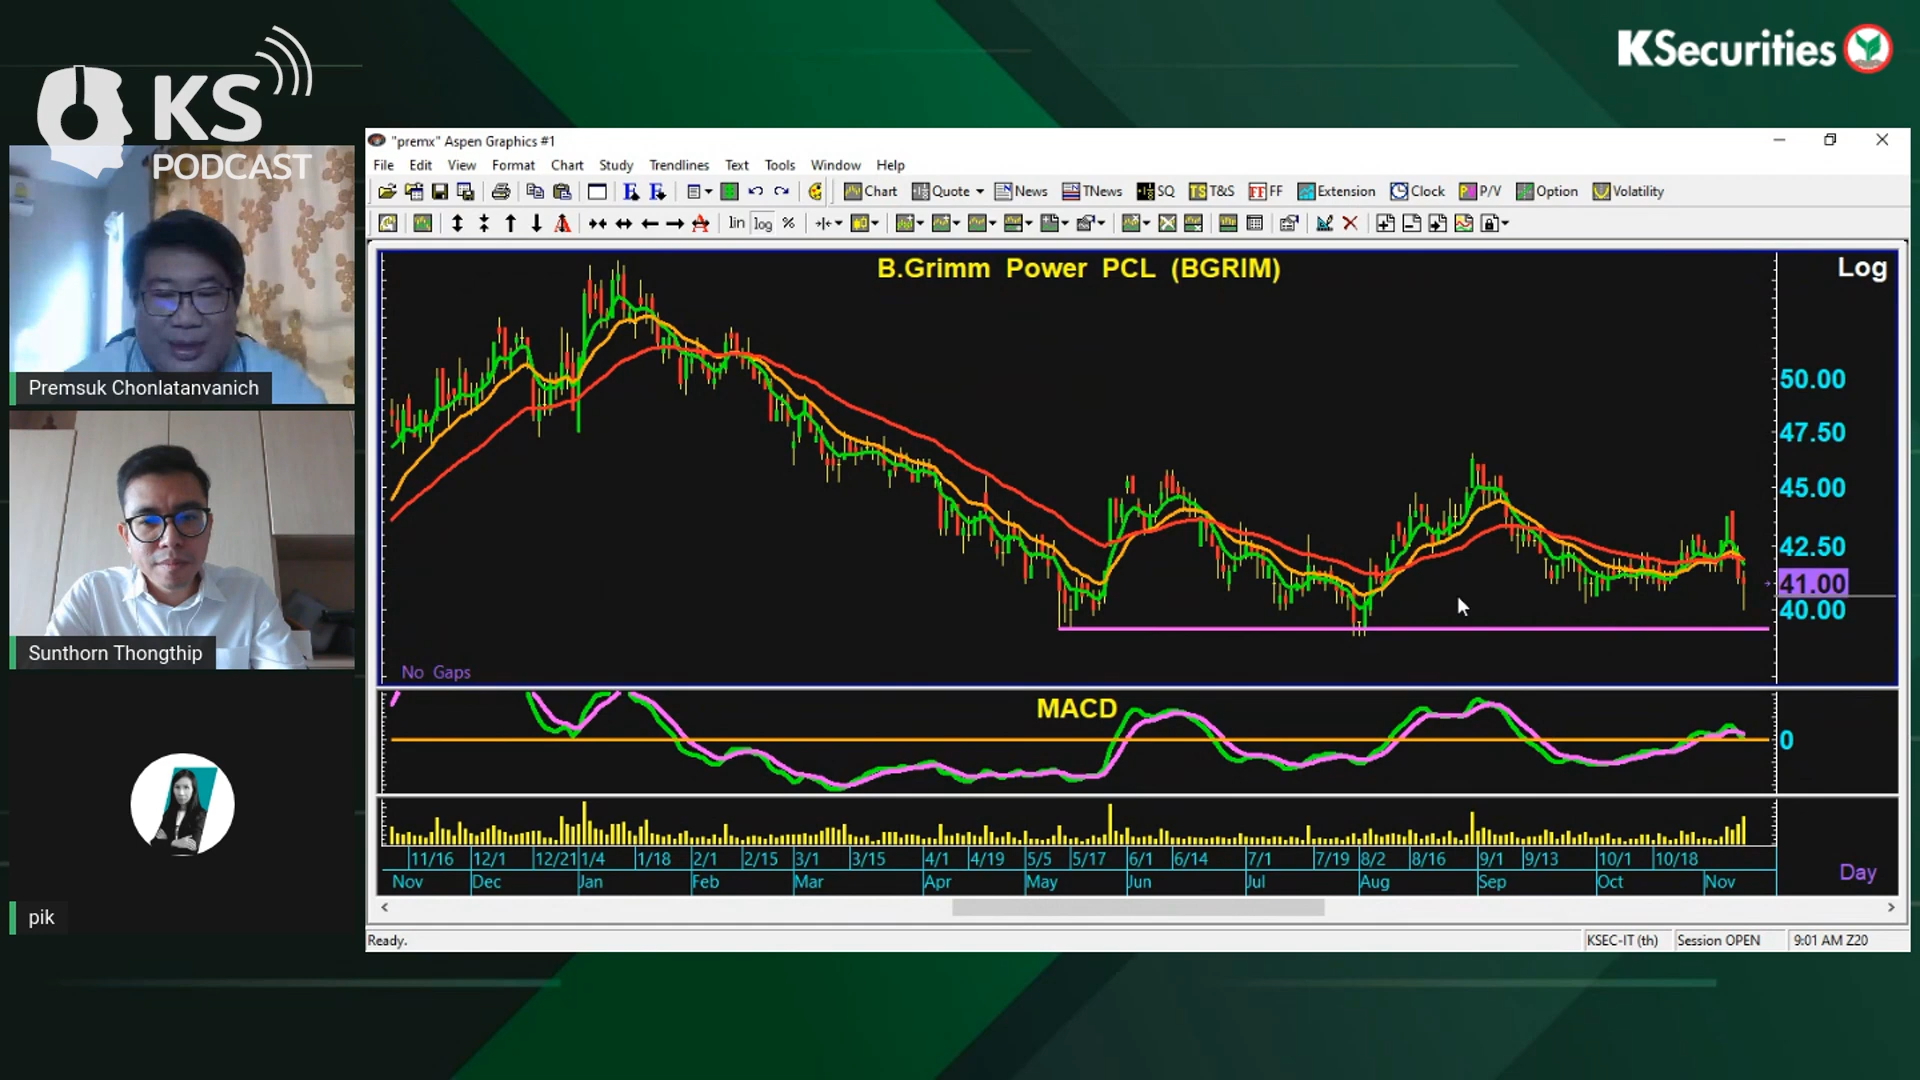 KS
PODCAST
KSecurities
Premsuk Chonlatanvanich
Sunthorn Thongthip
pik
"premx" Aspen Graphics #1
File Edit View Format Chart Study Trendlines Text Tools Window Help
Chart Quote News TNews SQ TS T&S FF FF Extension Clock P/V Option Volatility
lin log %
B.Grimm Power PCL (BGRIM)
Log
50.00
47.50
45.00
42.50
41.00
40.00
No Gaps
MACD
0
11/16 12/1 12/21 1/4 1/18 2/1 2/15 3/1 3/15 4/1 4/19 5/5 5/17 6/1 6/14 7/1 7/19 8/2 8/16 9/1 9/13 10/1 10/18
Nov Dec Jan Feb Mar Apr May Jun Jul Aug Sep Oct Nov
Day
Ready.
KSEC-IT (th) Session OPEN 9:01 AM Z20